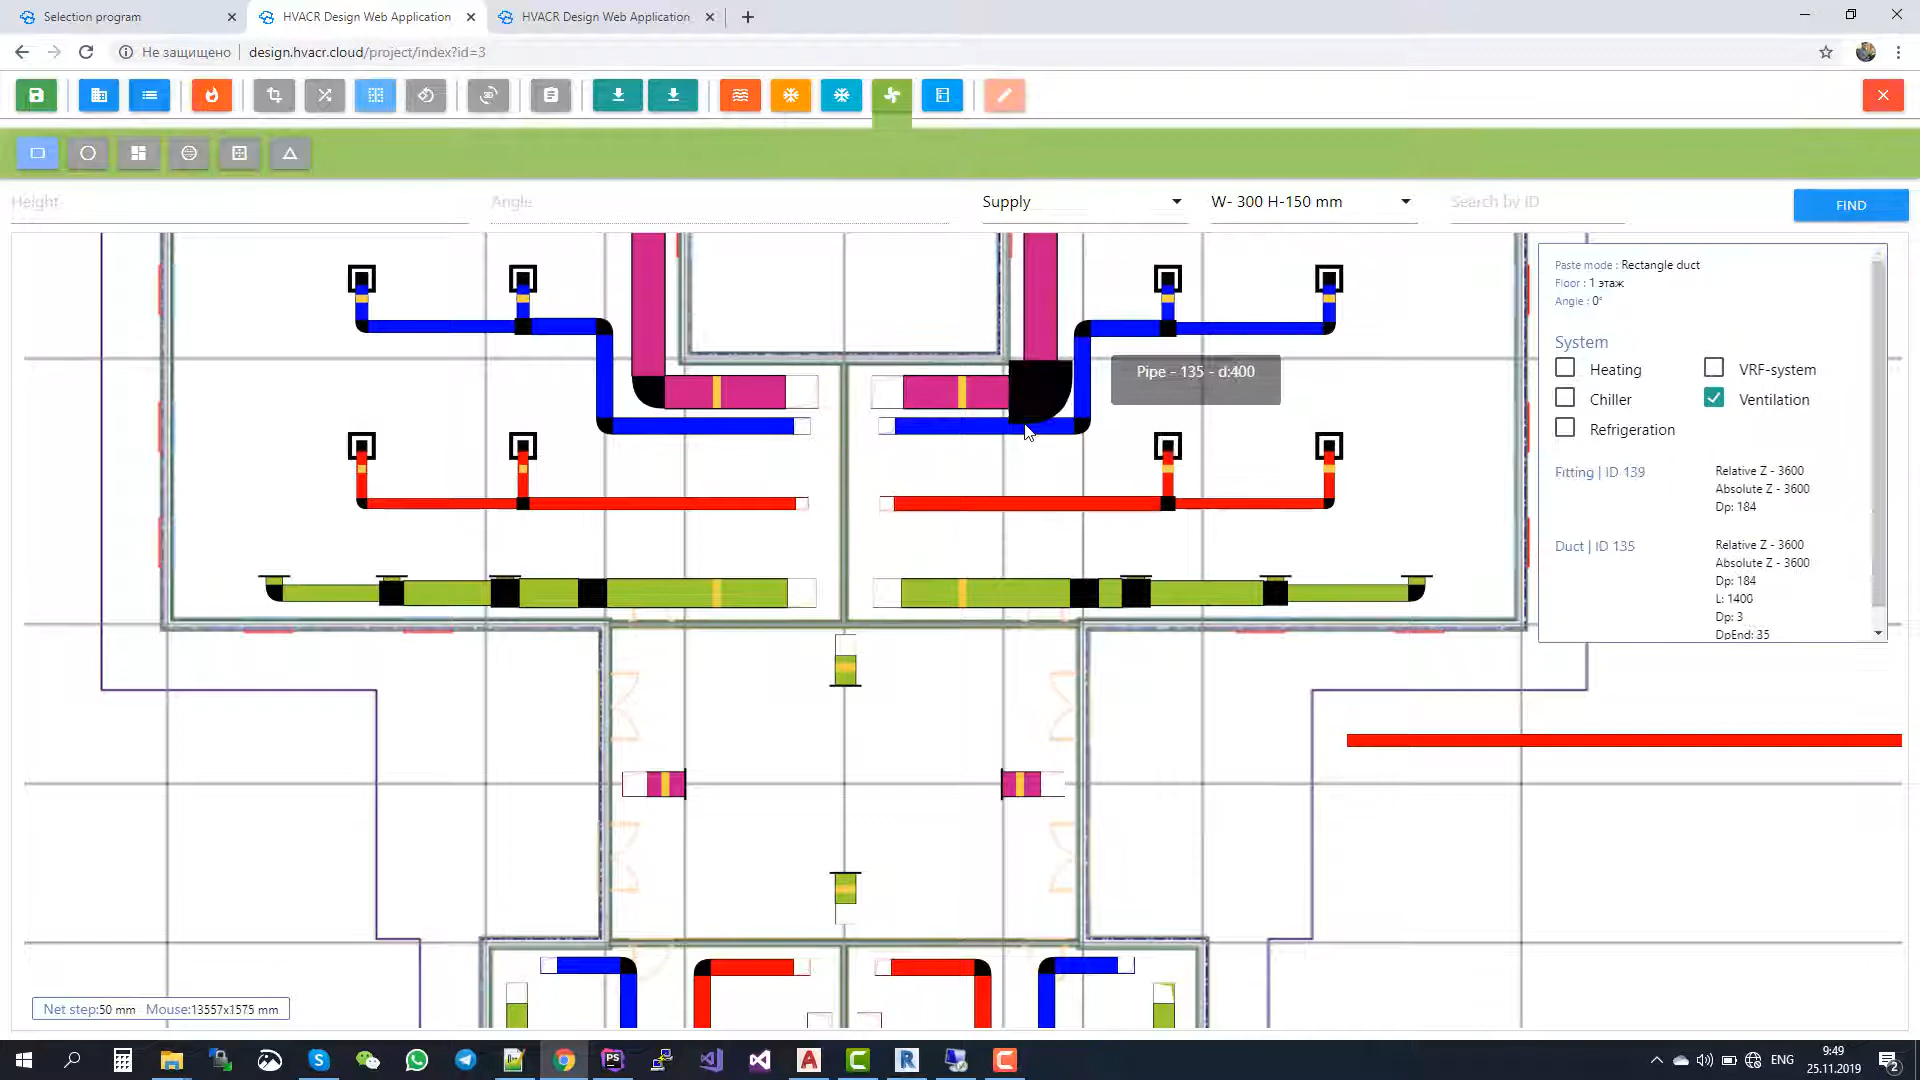 Selection program
HVACR Design Web Application
HVACR Design Web Application
Не защищено
design.hvacr.cloud/project/index?id=3
Height
Angle
Supply
W- 300 H-150 mm
Search by ID
FIND
Paste mode : Rectangle duct
Floor : 1 этаж
Angle : 0°
System
Heating
VRF-system
Chiller
Ventilation
Refrigeration
Fitting | ID 139
Relative Z - 3600
Absolute Z - 3600
Dp: 184
Duct | ID 135
Relative Z - 3600
Absolute Z - 3600
Dp: 184
L: 1400
Dp: 3
DpEnd: 35
Pipe - 135 - d:400
Net step:50 mm Mouse:13557x1575 mm
ENG
9:49
25.11.2019
2